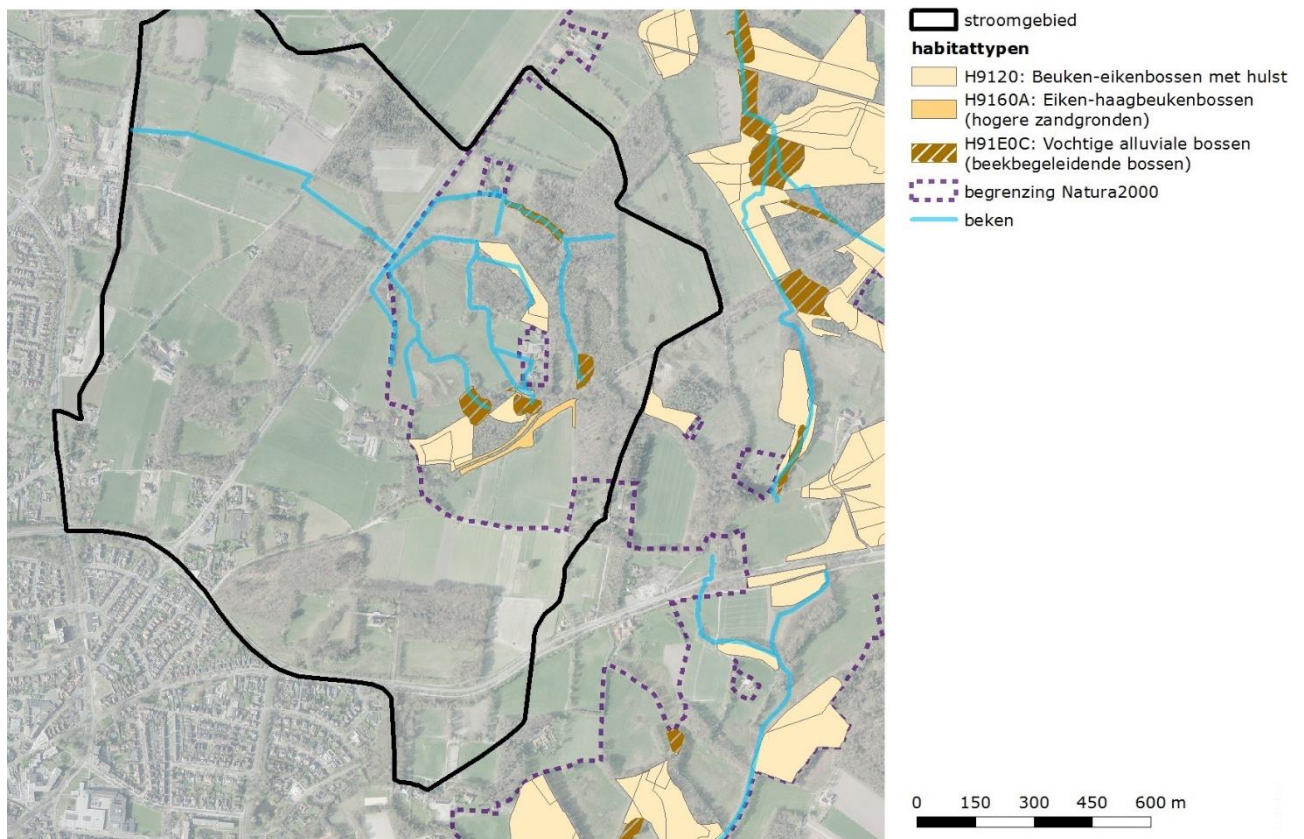 stroomgebied
habitattypen
H9120: Beuken-eikenbossen met hulst
H9160A: Eiken-haagbeukenbossen
(hogere zandgronden)
H91E0C: Vochtige alluviale bossen
(beekbegeleidende bossen)
begrenzing Natura2000
beken
0 150 300 450 600 m